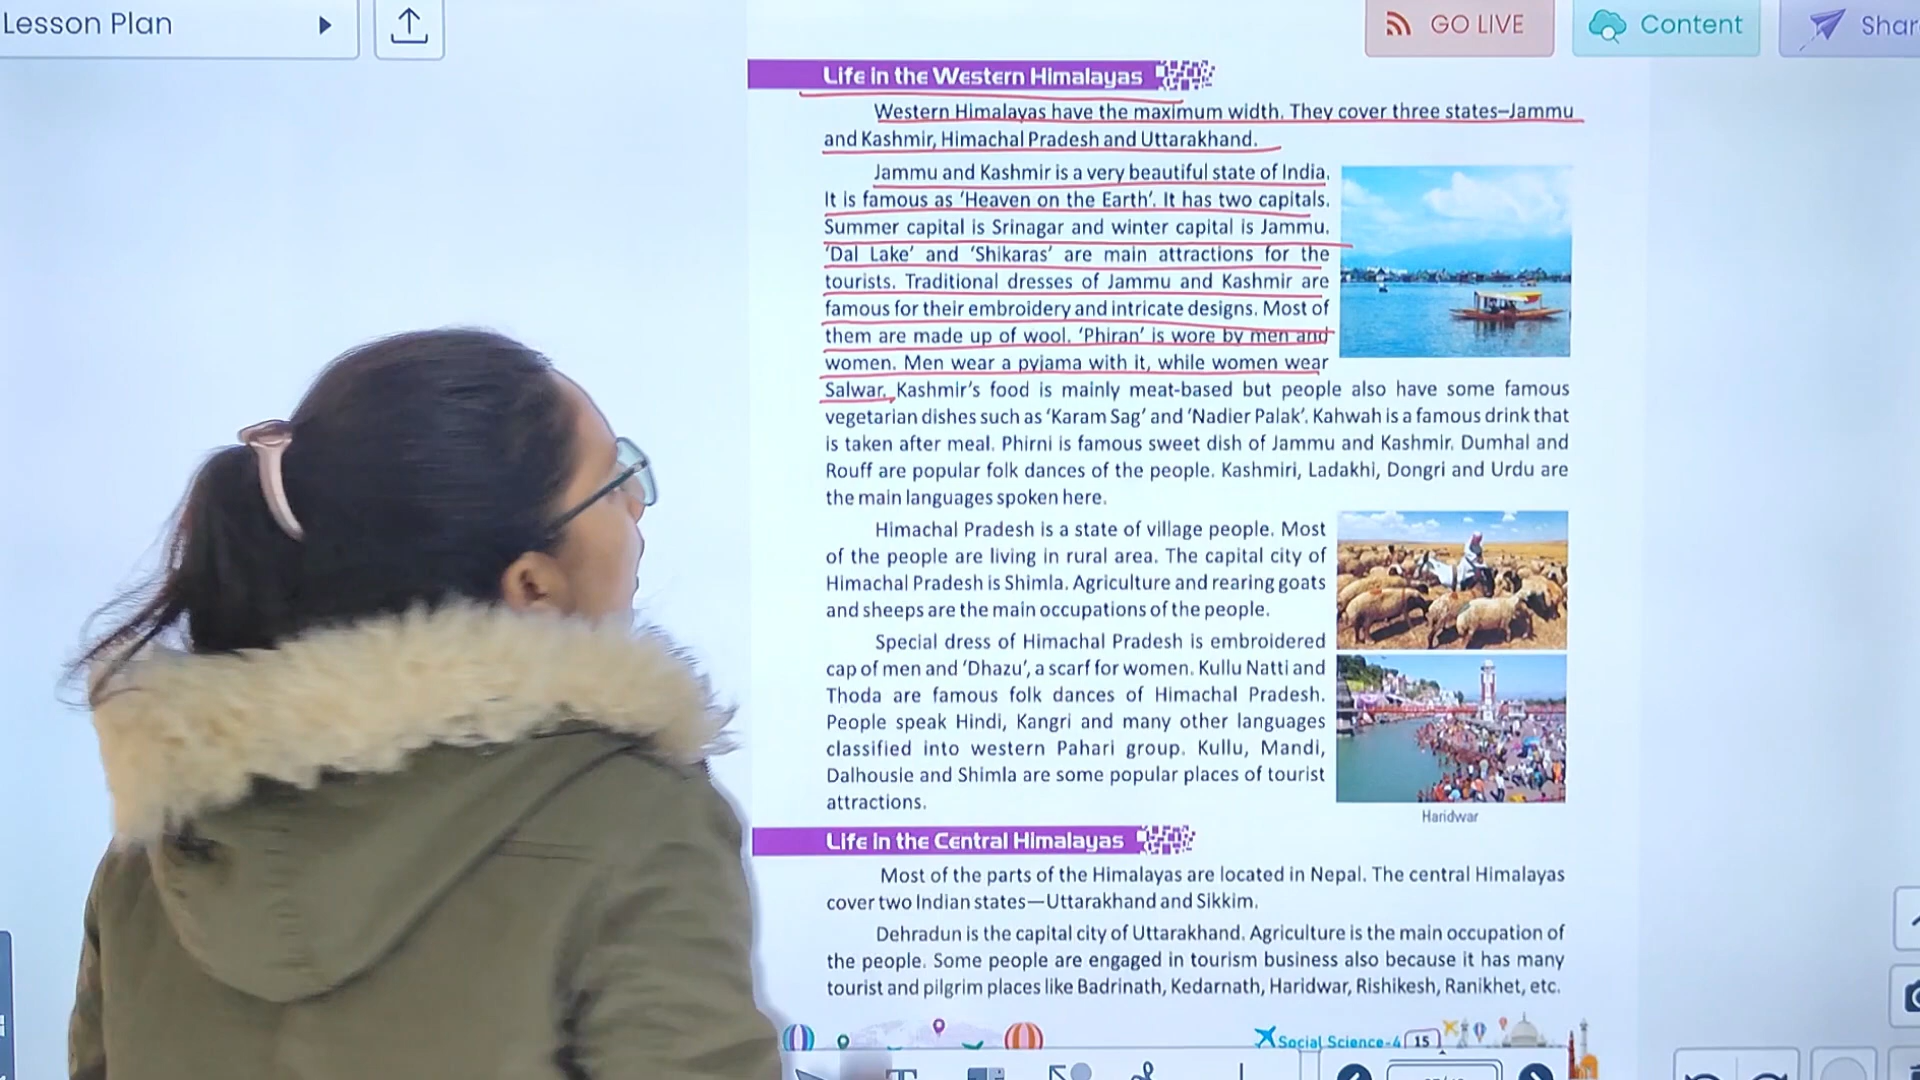 Lesson Plan
GO LIVE
Content
Shar
Life in the Western Himalayas
Western Himalayas have the maximum width. They cover three states–Jammu
and Kashmir, Himachal Pradesh and Uttarakhand.
Jammu and Kashmir is a very beautiful state of India.
It is famous as ‘Heaven on the Earth’. It has two capitals.
Summer capital is Srinagar and winter capital is Jammu.
‘Dal Lake’ and ‘Shikaras’ are main attractions for the
tourists. Traditional dresses of Jammu and Kashmir are
famous for their embroidery and intricate designs. Most of
them are made up of wool. ‘Phiran’ is wore by men and
women. Men wear a pyjama with it, while women wear
Salwar. Kashmir’s food is mainly meat-based but people also have some famous
vegetarian dishes such as ‘Karam Sag’ and ‘Nadier Palak’. Kahwah is a famous drink that
is taken after meal. Phirni is famous sweet dish of Jammu and Kashmir. Dumhal and
Rouff are popular folk dances of the people. Kashmiri, Ladakhi, Dongri and Urdu are
the main languages spoken here.
Himachal Pradesh is a state of village people. Most
of the people are living in rural area. The capital city of
Himachal Pradesh is Shimla. Agriculture and rearing goats
and sheeps are the main occupations of the people.
Special dress of Himachal Pradesh is embroidered
cap of men and ‘Dhazu’, a scarf for women. Kullu Natti and
Thoda are famous folk dances of Himachal Pradesh.
People speak Hindi, Kangri and many other languages
classified into western Pahari group. Kullu, Mandi,
Dalhousie and Shimla are some popular places of tourist
attractions.
Haridwar
Life in the Central Himalayas
Most of the parts of the Himalayas are located in Nepal. The central Himalayas
cover two Indian states—Uttarakhand and Sikkim.
Dehradun is the capital city of Uttarakhand. Agriculture is the main occupation of
the people. Some people are engaged in tourism business also because it has many
tourist and pilgrim places like Badrinath, Kedarnath, Haridwar, Rishikesh, Ranikhet, etc.
Social Science-4 15